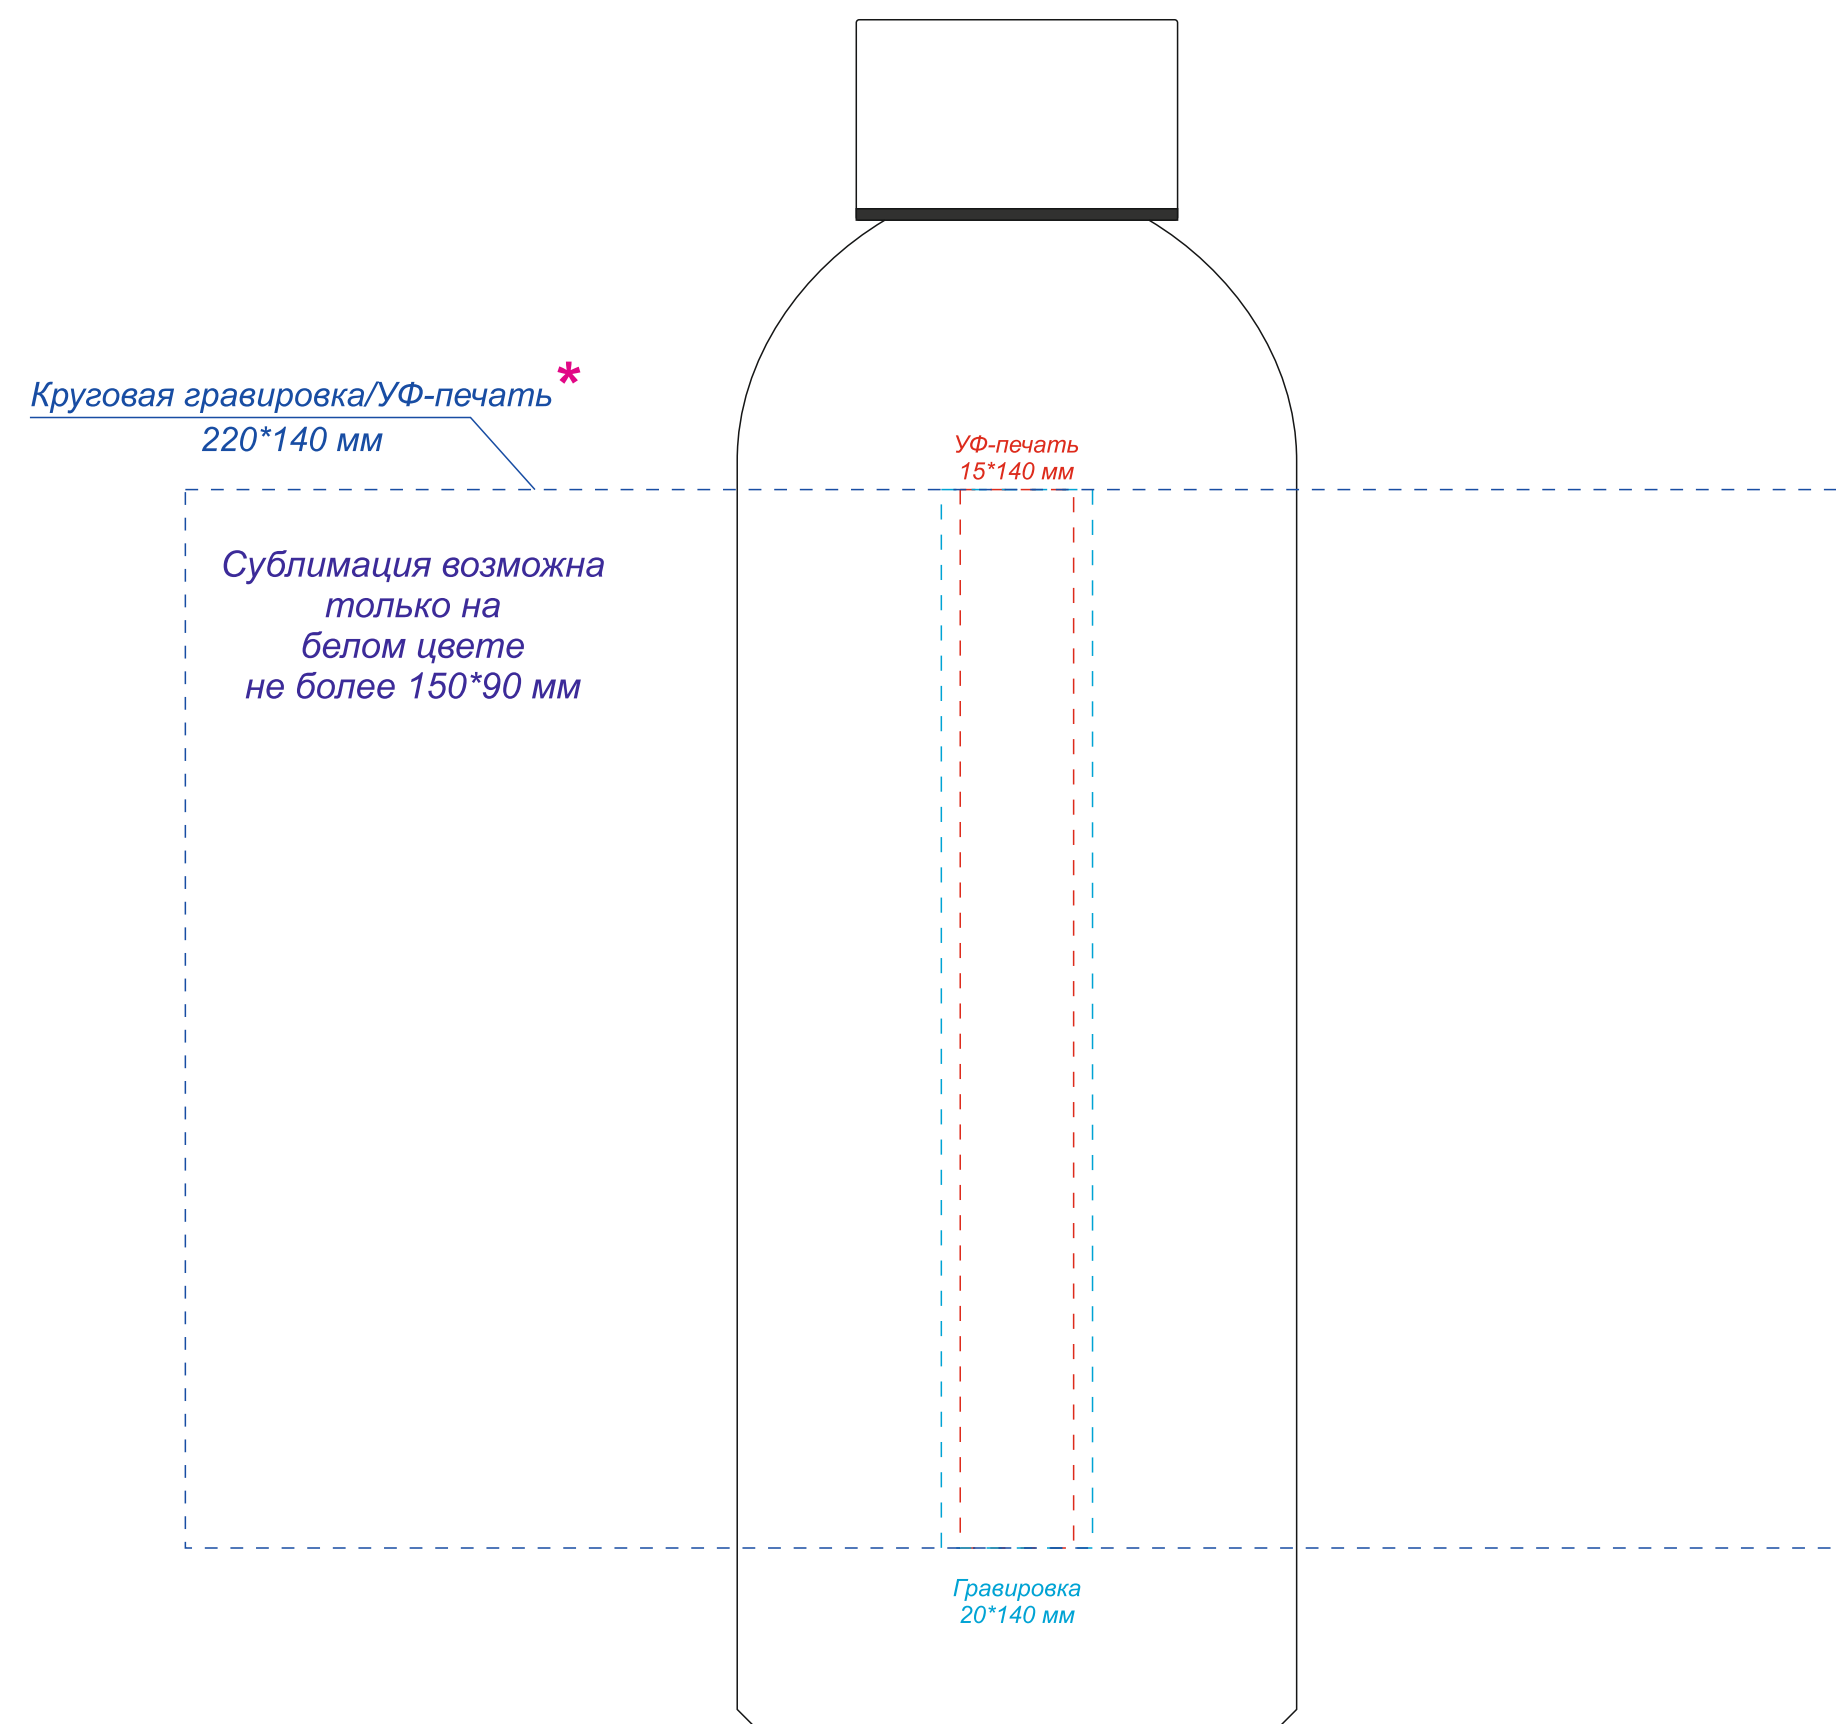 Круговая гравировка/УФ-печать*
220*140 мм
УФ-печать
15*140 мм
Сублимация возможна
только на
белом цвете
не более 150*90 мм
Гравировка
20*140 мм